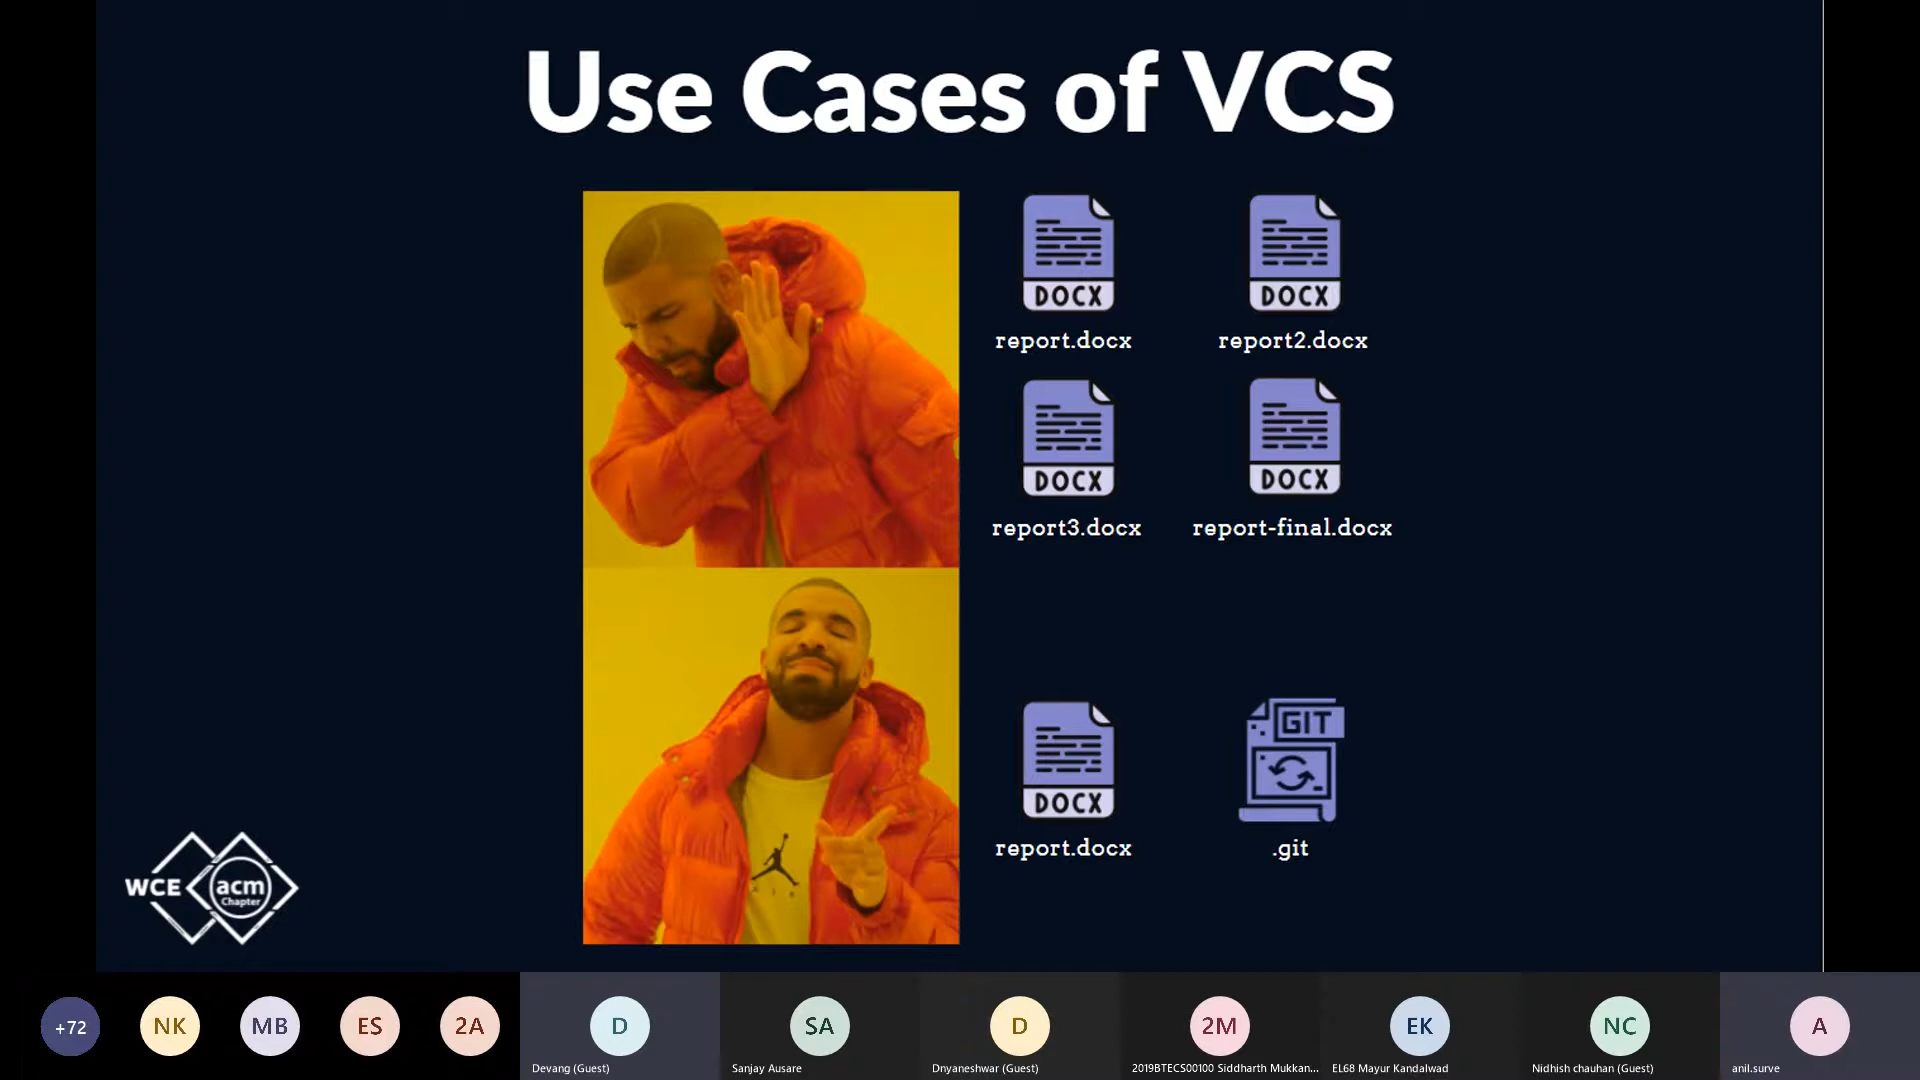 Use Cases of VCS
DOCX
DOCX
report.docx
report2.docx
DOCX
DOCX
report3.docx
report-final.docx
DOCX
GIT
report.docx
.git
WCE
acm
Chapter
AIR
+72
NK
MB
ES
2A
D
SA
D
2M
EK
NC
A
Devang (Guest)
Sanjay Ausare
Dnyaneshwar (Guest)
2019BTECS00100 Siddharth Mukkan...
EL68 Mayur Kandalwad
Nidhish chauhan (Guest)
anil.surve